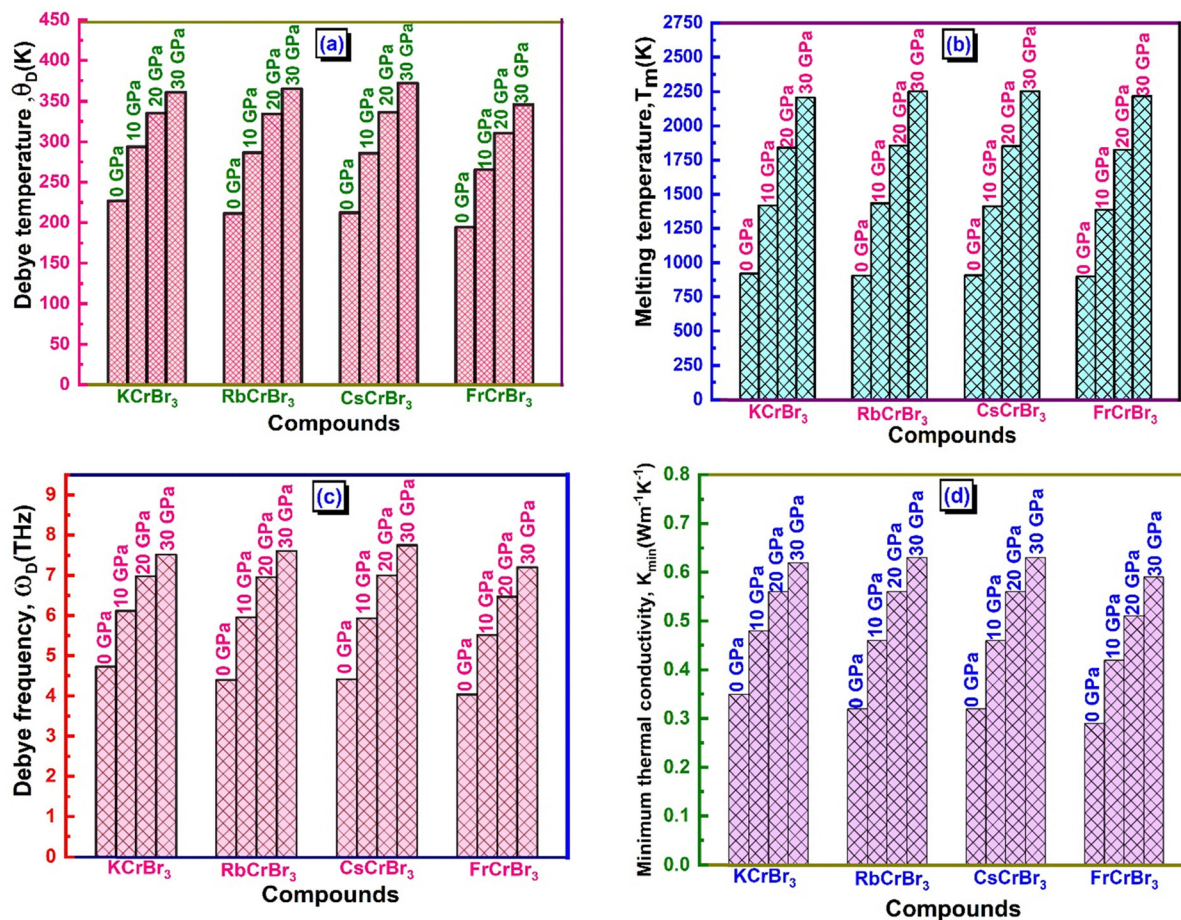 (a)
Debye temperature ,θD(K)
450
400
350
300
250
200
150
100
50
0
0 GPa
10 GPa
20 GPa
30 GPa
0 GPa
10 GPa
20 GPa
30 GPa
0 GPa
10 GPa
20 GPa
30 GPa
0 GPa
10 GPa
20 GPa
30 GPa
KCrBr3
RbCrBr3
CsCrBr3
FrCrBr3
Compounds
(b)
Melting temperature,Tm(K)
2750
2500
2250
2000
1750
1500
1250
1000
750
500
250
0
0 GPa
10 GPa
20 GPa
30 GPa
0 GPa
10 GPa
20 GPa
30 GPa
0 GPa
10 GPa
20 GPa
30 GPa
0 GPa
10 GPa
20 GPa
30 GPa
KCrBr3
RbCrBr3
CsCrBr3
FrCrBr3
Compounds
(c)
Debye frequency, ωD(THz)
9
8
7
6
5
4
3
2
1
0
0 GPa
10 GPa
20 GPa
30 GPa
0 GPa
10 GPa
20 GPa
30 GPa
0 GPa
10 GPa
20 GPa
30 GPa
0 GPa
10 GPa
20 GPa
30 GPa
KCrBr3
RbCrBr3
CsCrBr3
FrCrBr3
Compounds
(d)
Minimum thermal conductivity, Kmin(Wm⁻¹K⁻¹)
0.8
0.7
0.6
0.5
0.4
0.3
0.2
0.1
0.0
0 GPa
10 GPa
20 GPa
30 GPa
0 GPa
10 GPa
20 GPa
30 GPa
0 GPa
10 GPa
20 GPa
30 GPa
0 GPa
10 GPa
20 GPa
30 GPa
KCrBr3
RbCrBr3
CsCrBr3
FrCrBr3
Compounds